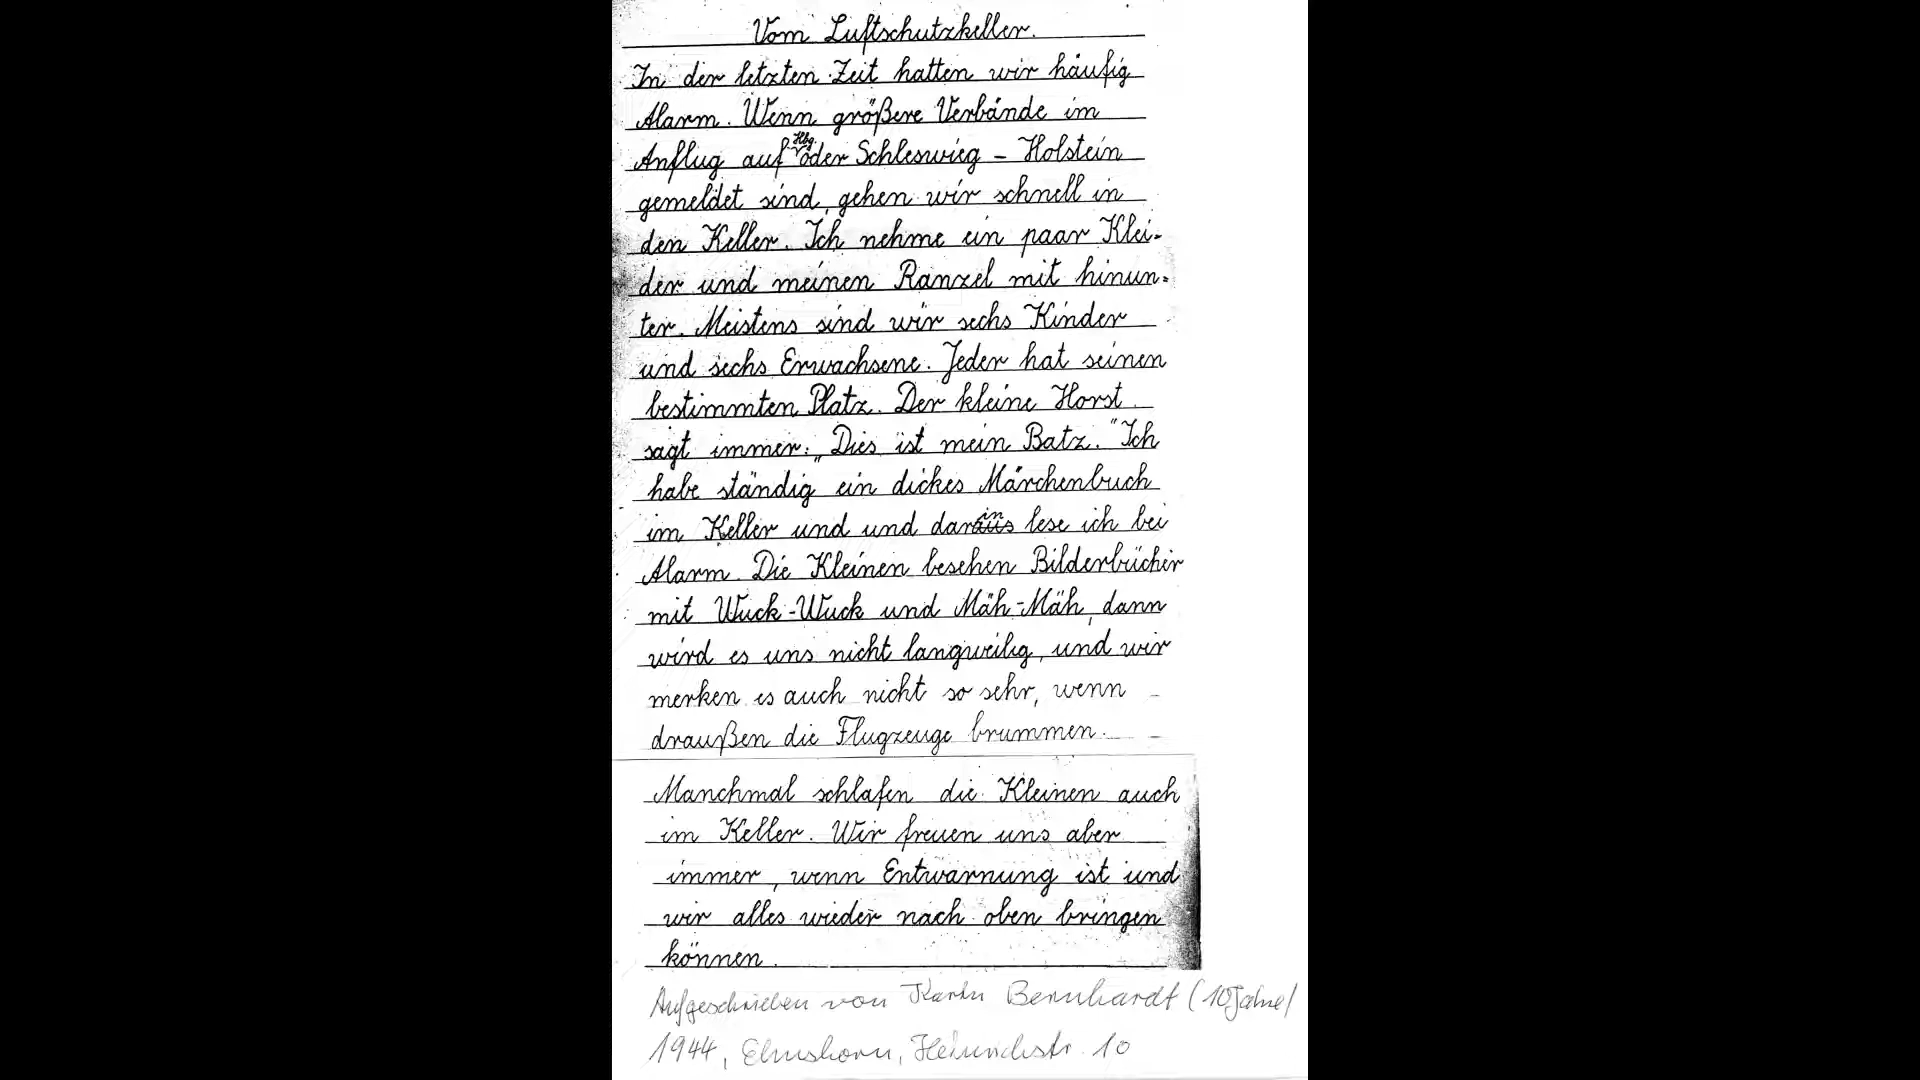 Vom Luftschutzkeller.
In der letzten Zeit hatten wir häufig
Alarm. Wenn größere Verbände im
Anflug auf Hbg. oder Schleswieg - Holstein
gemeldet sind, gehen wir schnell in
den Keller. Ich nehme ein paar Klei-
der und meinen Ranzel mit hinun-
ter. Meistens sind wir sechs Kinder
und sechs Erwachsene. Jeder hat seinen
bestimmten Platz. Der kleine Horst
sagt immer: „Dies ist mein Batz." Ich
habe ständig ein dickes Märchenbuch
im Keller und und darin lese ich bei
Alarm. Die Kleinen besehen Bilderbücher
mit Wuck-Wuck und Mäh-Mäh, dann
wird es uns nicht langweilig, und wir
merken es auch nicht so sehr, wenn
draußen die Flugzeuge brummen.
Manchmal schlafen die Kleinen auch
im Keller. Wir freuen uns aber
immer, wenn Entwarnung ist und
wir alles wieder nach oben bringen
können.
Aufgeschrieben von Karin Bernhardt (10 Jahre)
1944, Elmshorn, Heinrichstr. 10